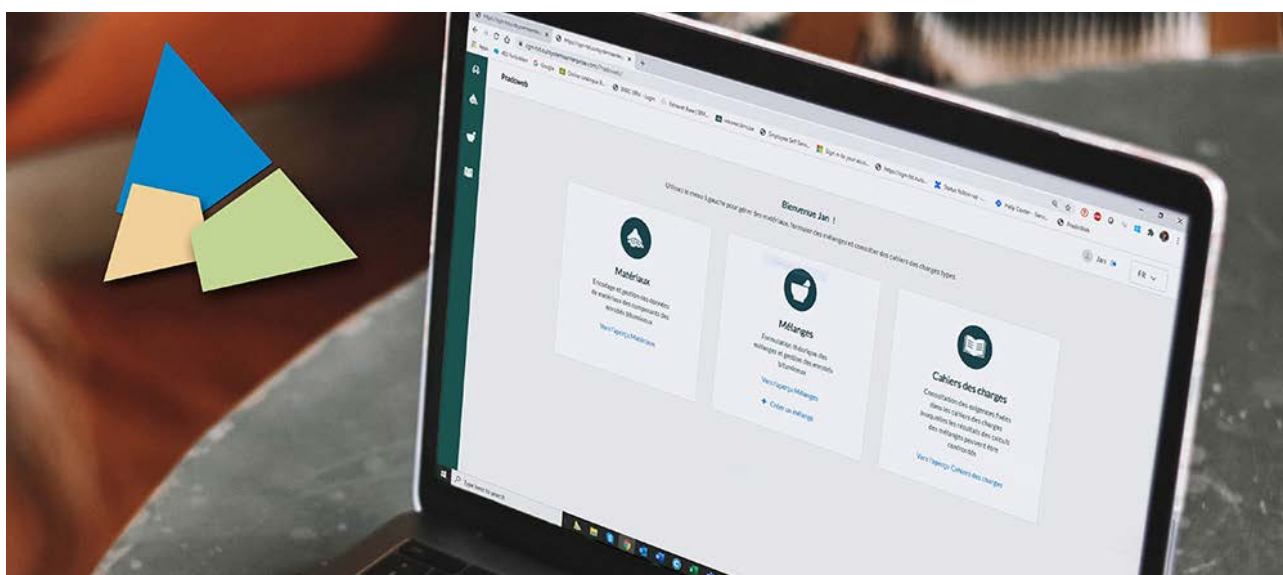 Apps
Google
Pradoweb
Jan
FR
Bienvenue Jan !
Utilisez le menu à gauche pour gérer des matériaux, formuler des mélanges et consulter des cahiers des charges types.
Matériaux
Encodage et gestion des données
de matériaux des composants des
enrobés bitumineux
Vers l'aperçu Matériaux
Mélanges
Formulation théorique des
mélanges et gestion des enrobés
bitumineux
Vers l'aperçu Mélanges
+ Créer un mélange
Cahiers des charges
Consultation des exigences fixées
dans les cahiers des charges
lesquelles les résultats des calculs
des mélanges peuvent être
confrontés
Vers l'aperçu Cahiers des charges
Type here to search